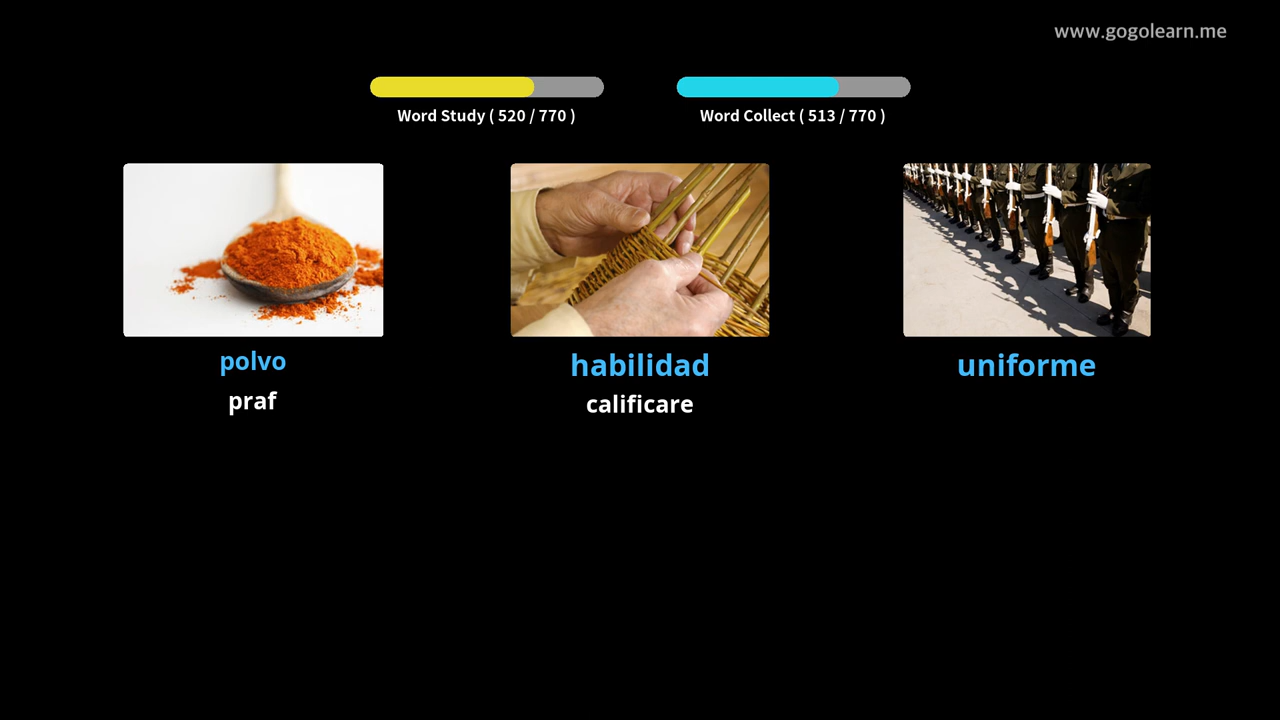 www.gogolearn.me
Word Study ( 520 / 770 )
Word Collect ( 513 / 770 )
polvo
praf
habilidad
calificare
uniforme